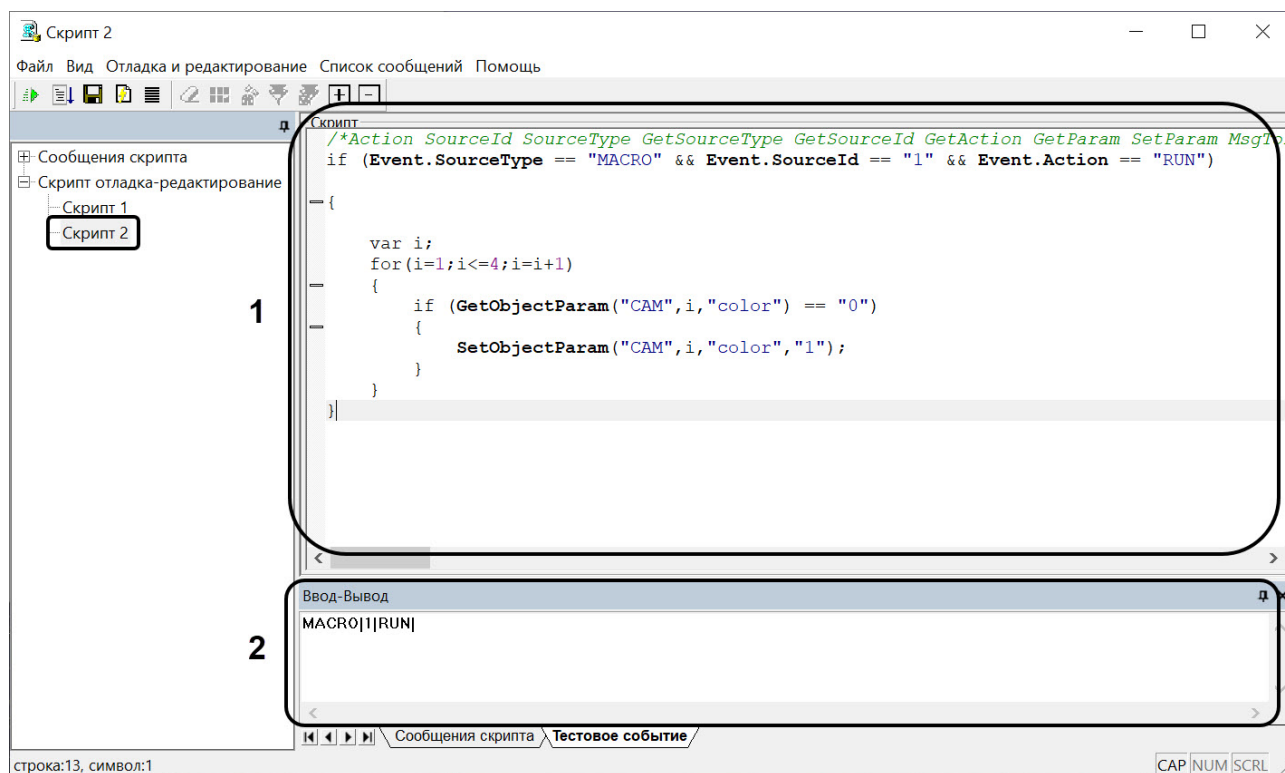 Скрипт 2
Файл Вид Отладка и редактирование Список сообщений Помощь
Скрипт
/*Action SourceId SourceType GetSourceType GetSourceId GetAction GetParam SetParam
if (Event.SourceType == "MACRO" && Event.SourceId == "1" && Event.Action == "RUN")
{
var i;
for(i=1;i<=4;i=i+1)
{
if (GetObjectParam("CAM",i,"color") == "0")
{
SetObjectParam("CAM",i,"color","1");
}
}
}
Сообщения скрипта
Скрипт отладка-редактирование
Скрипт 1
Скрипт 2
1
Ввод-Вывод
MACRO|1|RUN|
2
Сообщения скрипта Тестовое событие
строка:13, символ:1 CAP NUM SCRL